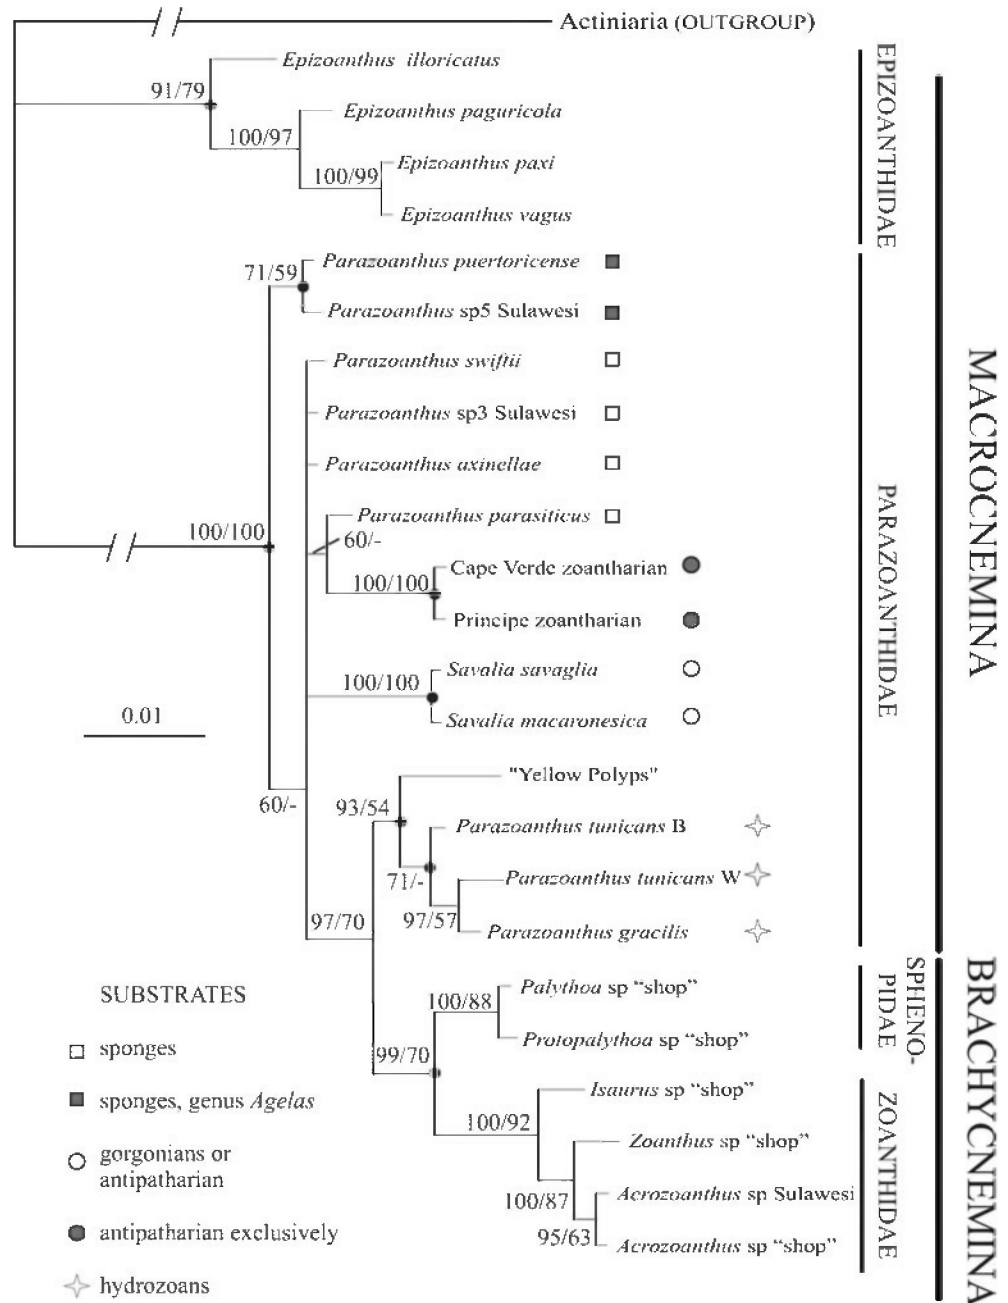 Actiniaria (OUTGROUP)
Epizoanthus illoricatus
91/79
Epizoanthus paguricola
100/97
Epizoanthus paxi
100/99
Epizoanthus vagus
EPIZOANTHIDAE
Parazoanthus puertoricense
71/59
Parazoanthus sp5 Sulawesi
Parazoanthus swiftii
Parazoanthus sp3 Sulawesi
Parazoanthus axinellae
Parazoanthus parasiticus
100/100
60/-
Cape Verde zoantharian
100/100
Principe zoantharian
Savalia savaglia
100/100
Savalia macaronesica
0.01
"Yellow Polyps"
60/-
93/54
Parazoanthus tunicans B
71/-
Parazoanthus tunicans W
97/57
Parazoanthus gracilis
97/70
PARAZOANTHIDAE
MACROCNEMINA
Palythoa sp “shop”
100/88
Protopalythoa sp “shop”
99/70
SPHENO-
PIDAE
Isaurus sp “shop”
100/92
Zoanthus sp “shop”
100/87
Acrozoanthus sp Sulawesi
95/63
Acrozoanthus sp “shop”
ZOANTHIDAE
BRACHYCNEMINA
SUBSTRATES
sponges
sponges, genus Agelas
gorgonians or
antipatharian
antipatharian exclusively
hydrozoans